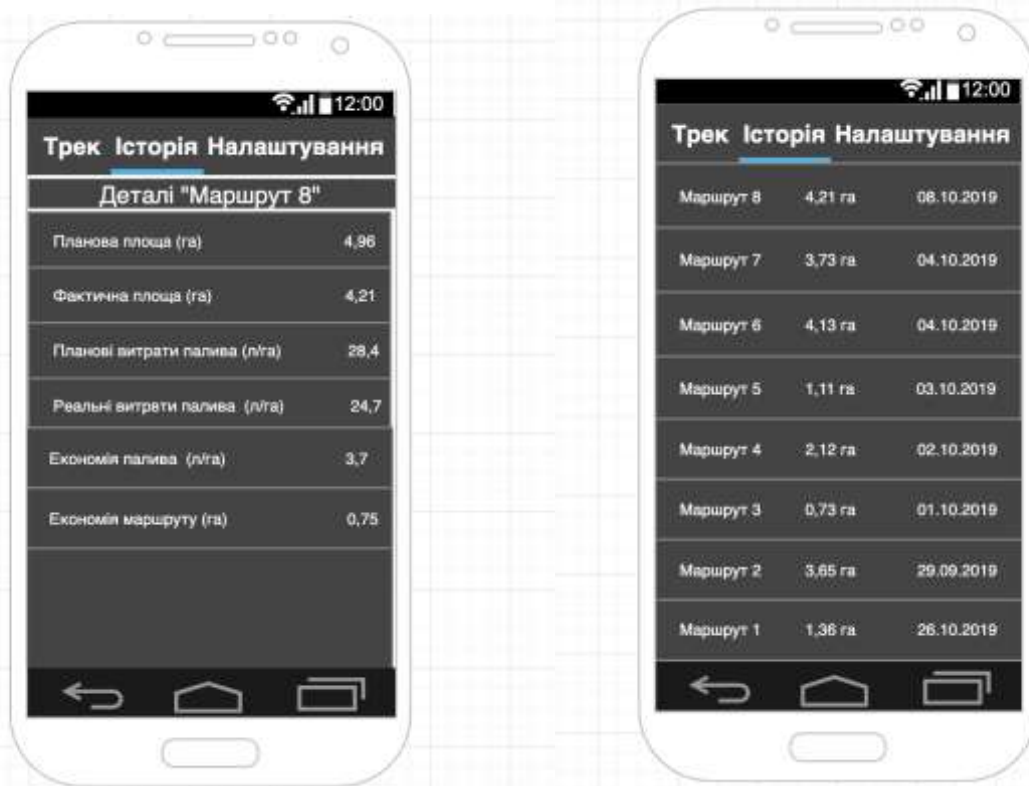 12:00
Трек Історія Налаштування
Деталі "Маршрут 8"
Планова площа (га) 4,96
Фактична площа (га) 4,21
Планові витрати палива (л/га) 28,4
Реальні витрати палива (л/га) 24,7
Економія палива (л/га) 3,7
Економія маршруту (га) 0,75
12:00
Трек Історія Налаштування
Маршрут 8 4,21 га 08.10.2019
Маршрут 7 3,73 га 04.10.2019
Маршрут 6 4,13 га 04.10.2019
Маршрут 5 1,11 га 03.10.2019
Маршрут 4 2,12 га 02.10.2019
Маршрут 3 0,73 га 01.10.2019
Маршрут 2 3,65 га 29.09.2019
Маршрут 1 1,36 га 26.10.2019